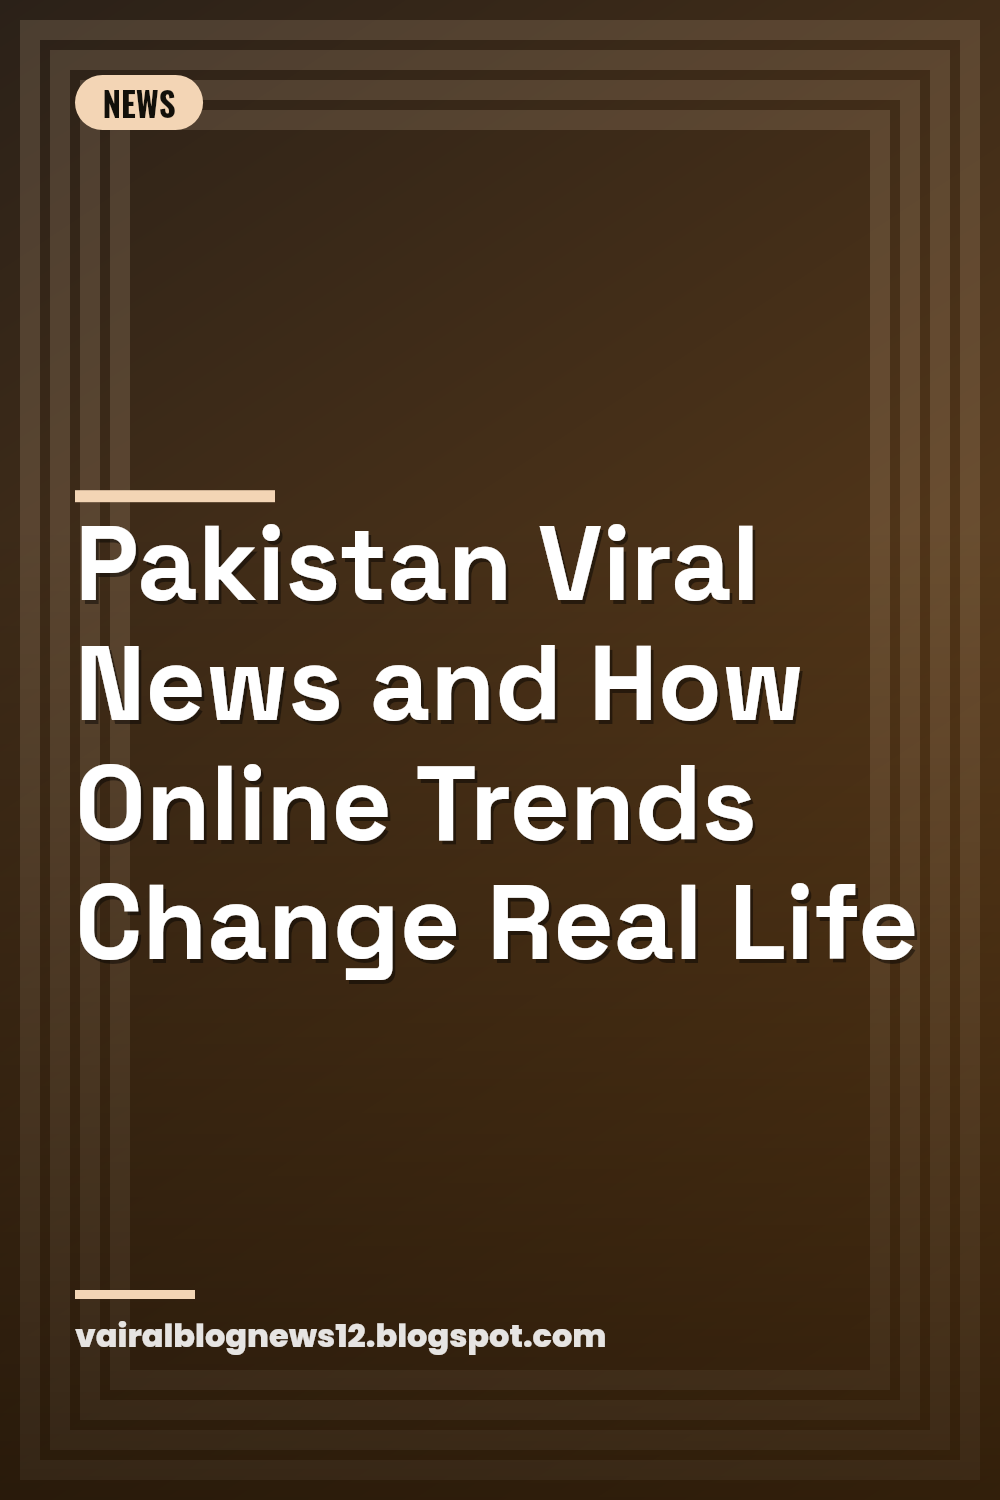 NEWS
Pakistan Viral
News and How
Online Trends
Change Real Life
vairalblognews12.blogspot.com